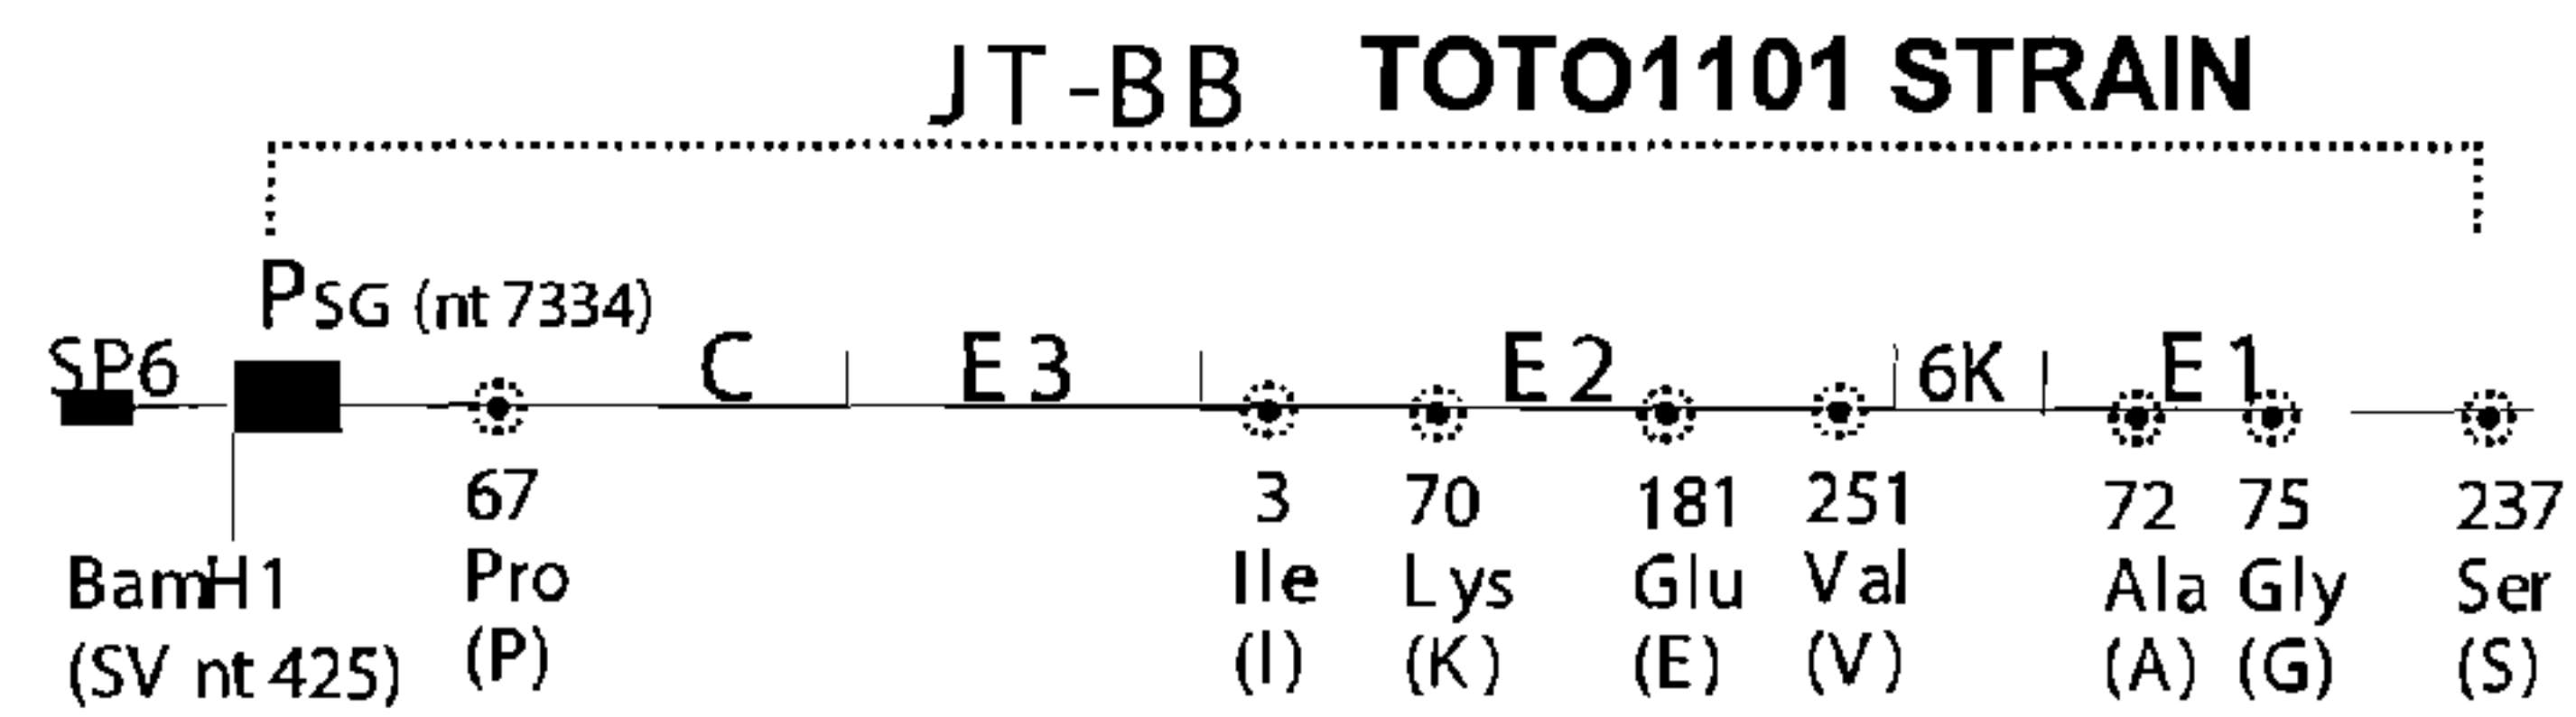 JT-BB TOTO1101 STRAIN
PSG (nt 7334)
SP6 C E3 E2 6K E1
67 3 70 181 251 72 75 237
BamH1 Pro Ile Lys Glu Val Ala Gly Ser
(SV nt 425) (P) (I) (K) (E) (V) (A) (G) (S)